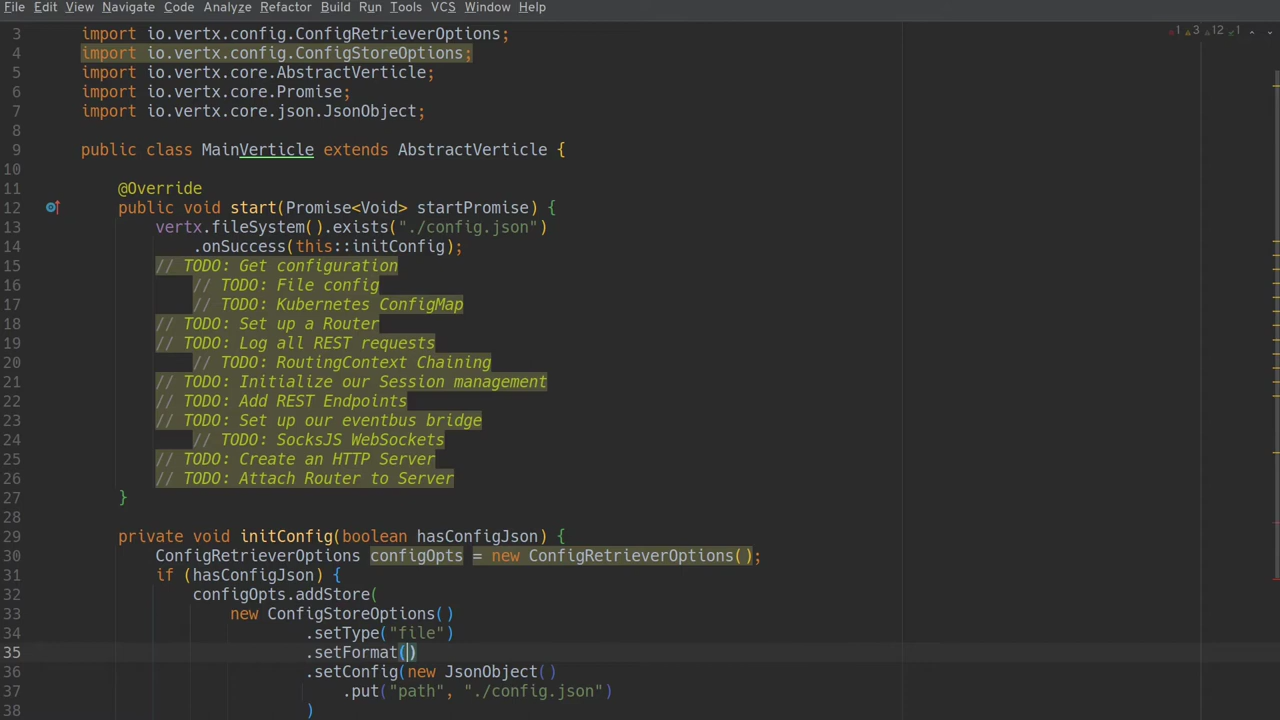 File Edit View Navigate Code Analyze Refactor Build Run Tools VCS Window Help
1 3 12 1
3 import io.vertx.config.ConfigRetrieverOptions;
4 import io.vertx.config.ConfigStoreOptions;
5 import io.vertx.core.AbstractVerticle;
6 import io.vertx.core.Promise;
7 import io.vertx.core.json.JsonObject;
8
9 public class MainVerticle extends AbstractVerticle {
10
11 @Override
12 public void start(Promise<Void> startPromise) {
13 vertx.fileSystem().exists("./config.json")
14 .onSuccess(this::initConfig);
15 // TODO: Get configuration
16 // TODO: File config
17 // TODO: Kubernetes ConfigMap
18 // TODO: Set up a Router
19 // TODO: Log all REST requests
20 // TODO: RoutingContext Chaining
21 // TODO: Initialize our Session management
22 // TODO: Add REST Endpoints
23 // TODO: Set up our eventbus bridge
24 // TODO: SocksJS WebSockets
25 // TODO: Create an HTTP Server
26 // TODO: Attach Router to Server
27 }
28
29 private void initConfig(boolean hasConfigJson) {
30 ConfigRetrieverOptions configOpts = new ConfigRetrieverOptions();
31 if (hasConfigJson) {
32 configOpts.addStore(
33 new ConfigStoreOptions()
34 .setType("file")
35 .setFormat()
36 .setConfig(new JsonObject()
37 .put("path", "./config.json")
38 )